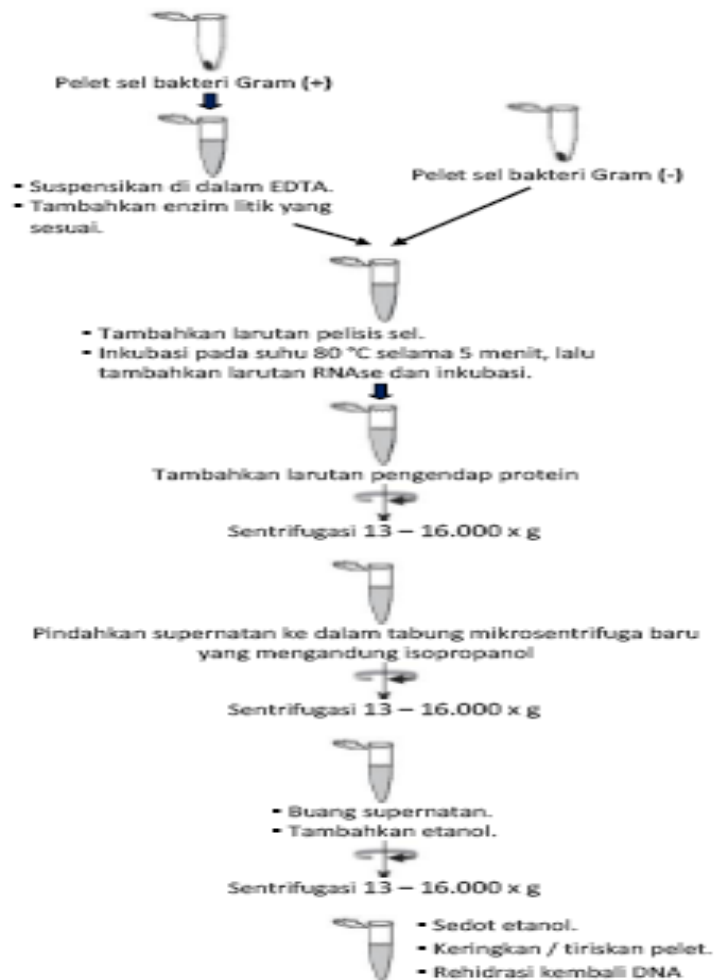 Pelet sel bakteri Gram (+)
▪ Suspensikan di dalam EDTA.
▪ Tambahkan enzim litik yang
sesuai.
Pelet sel bakteri Gram (-)
▪ Tambahkan larutan pelisis sel.
▪ Inkubasi pada suhu 80 °C selama 5 menit, lalu
tambahkan larutan RNAse dan inkubasi.
Tambahkan larutan pengendap protein
Sentrifugasi 13 – 16.000 x g
Pindahkan supernatan ke dalam tabung mikrosentrifuga baru
yang mengandung isopropanol
Sentrifugasi 13 – 16.000 x g
▪ Buang supernatan.
▪ Tambahkan etanol.
Sentrifugasi 13 – 16.000 x g
▪ Sedot etanol.
▪ Keringkan / tiriskan pelet.
▪ Rehidrasi kembali DNA